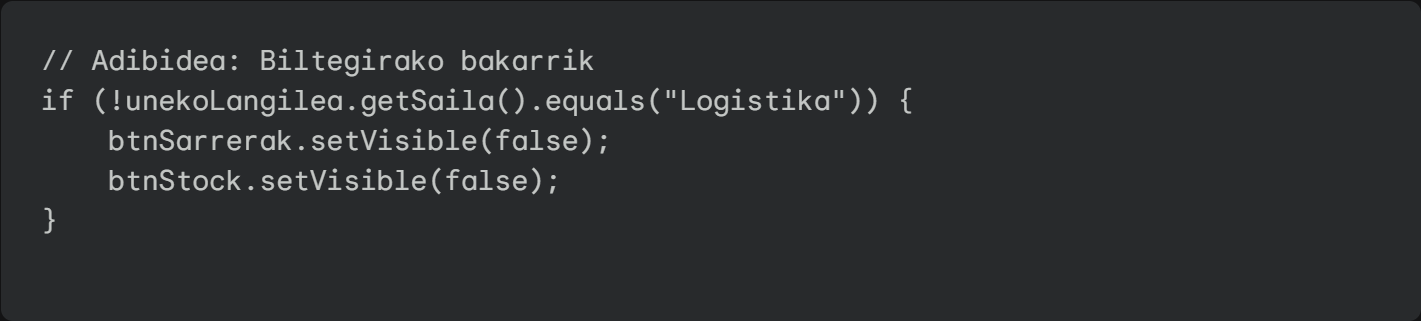 // Adibidea: Biltegirako bakarrik
if (!unekoLangilea.getSaila().equals("Logistika")) {
    btnSarrerak.setVisible(false);
    btnStock.setVisible(false);
}